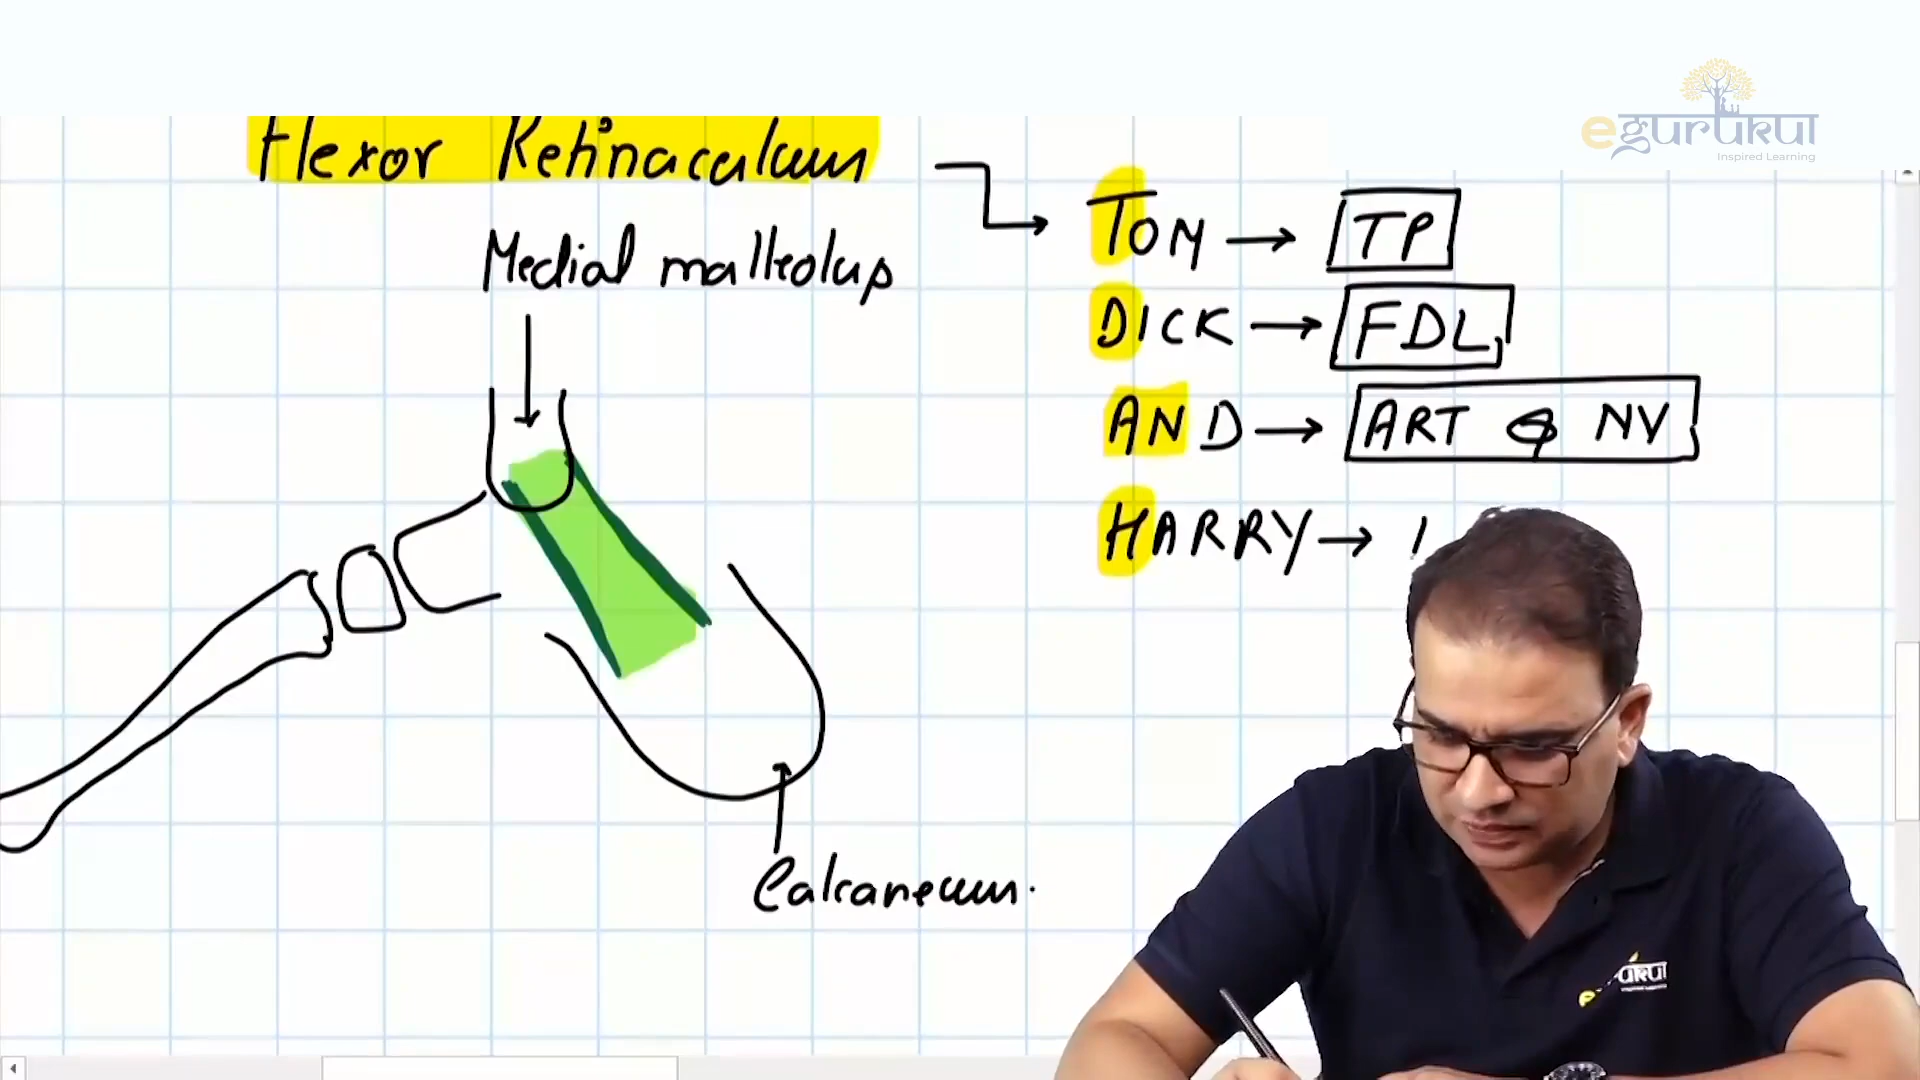 egurukul
Inspired Learning
Flexor Retinaculum
Medial malleolus
TOM → TP
DICK → FDL
AND → ART & NV
HARRY →
Calcaneum.